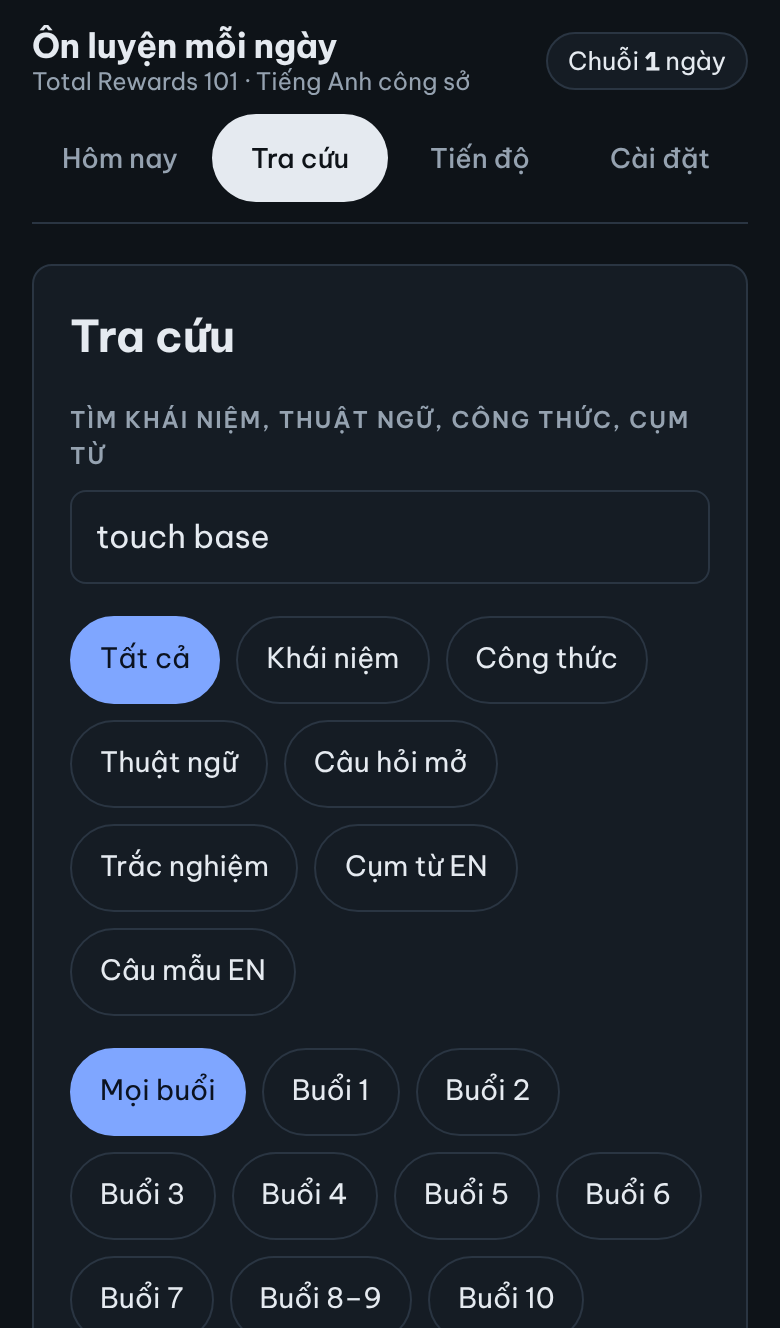 Ôn luyện mỗi ngày
Total Rewards 101 · Tiếng Anh công sở
Chuỗi 1 ngày
Hôm nay
Tra cứu
Tiến độ
Cài đặt
Tra cứu
TÌM KHÁI NIỆM, THUẬT NGỮ, CÔNG THỨC, CỤM
TỪ
touch base
Tất cả
Khái niệm
Công thức
Thuật ngữ
Câu hỏi mở
Trắc nghiệm
Cụm từ EN
Câu mẫu EN
Mọi buổi
Buổi 1
Buổi 2
Buổi 3
Buổi 4
Buổi 5
Buổi 6
Buổi 7
Buổi 8–9
Buổi 10